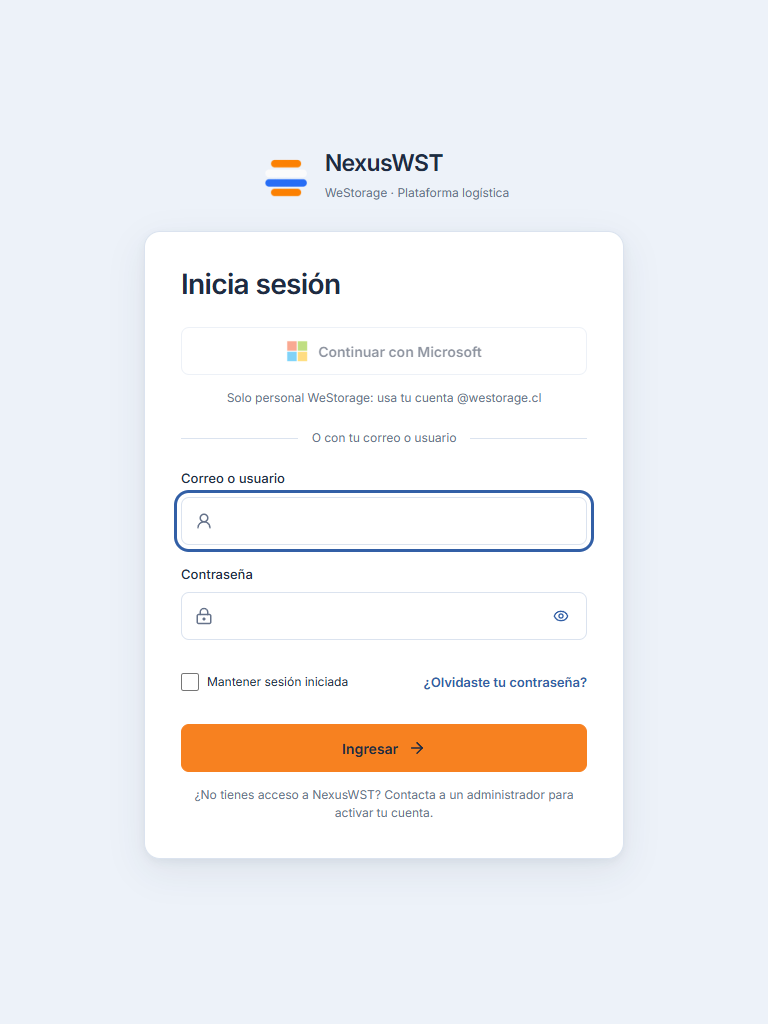 NexusWST
WeStorage · Plataforma logística
Inicia sesión
Continuar con Microsoft
Solo personal WeStorage: usa tu cuenta @westorage.cl
O con tu correo o usuario
Correo o usuario
Contraseña
Mantener sesión iniciada
¿Olvidaste tu contraseña?
Ingresar
¿No tienes acceso a NexusWST? Contacta a un administrador para
activar tu cuenta.